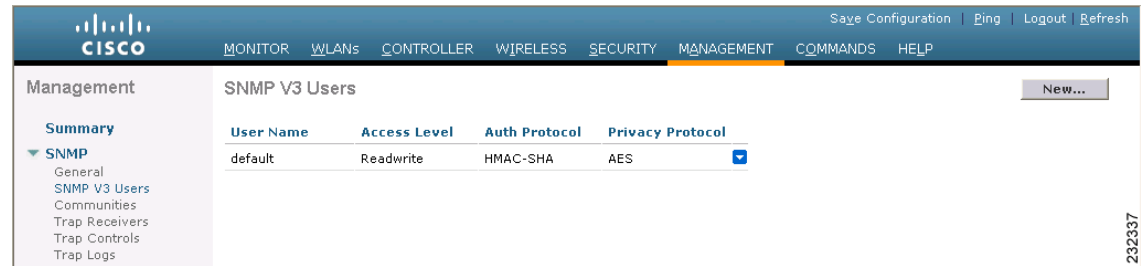 Save Configuration | Ping | Logout | Refresh
CISCO
MONITOR WLANs CONTROLLER WIRELESS SECURITY MANAGEMENT COMMANDS HELP
Management
SNMP V3 Users
New...
Summary
SNMP
General
SNMP V3 Users
Communities
Trap Receivers
Trap Controls
Trap Logs
User Name Access Level Auth Protocol Privacy Protocol
default Readwrite HMAC-SHA AES
232337